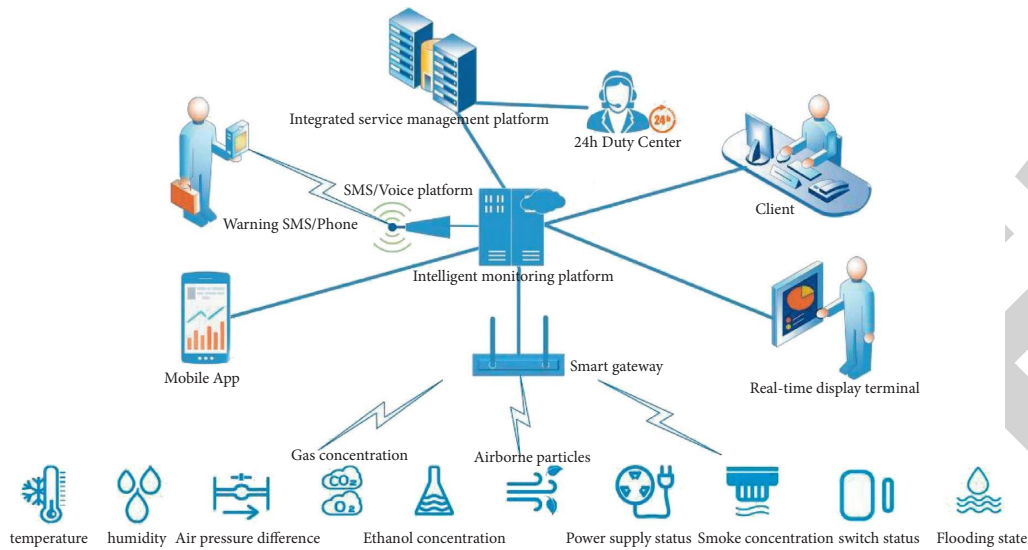 Integrated service management platform
24h
24h Duty Center
SMS/Voice platform
Warning SMS/Phone
Client
Intelligent monitoring platform
Mobile App
Smart gateway
Real-time display terminal
Gas concentration
Airborne particles
CO2
O2
temperature
humidity
Air pressure difference
Ethanol concentration
Power supply status
Smoke concentration
switch status
Flooding state